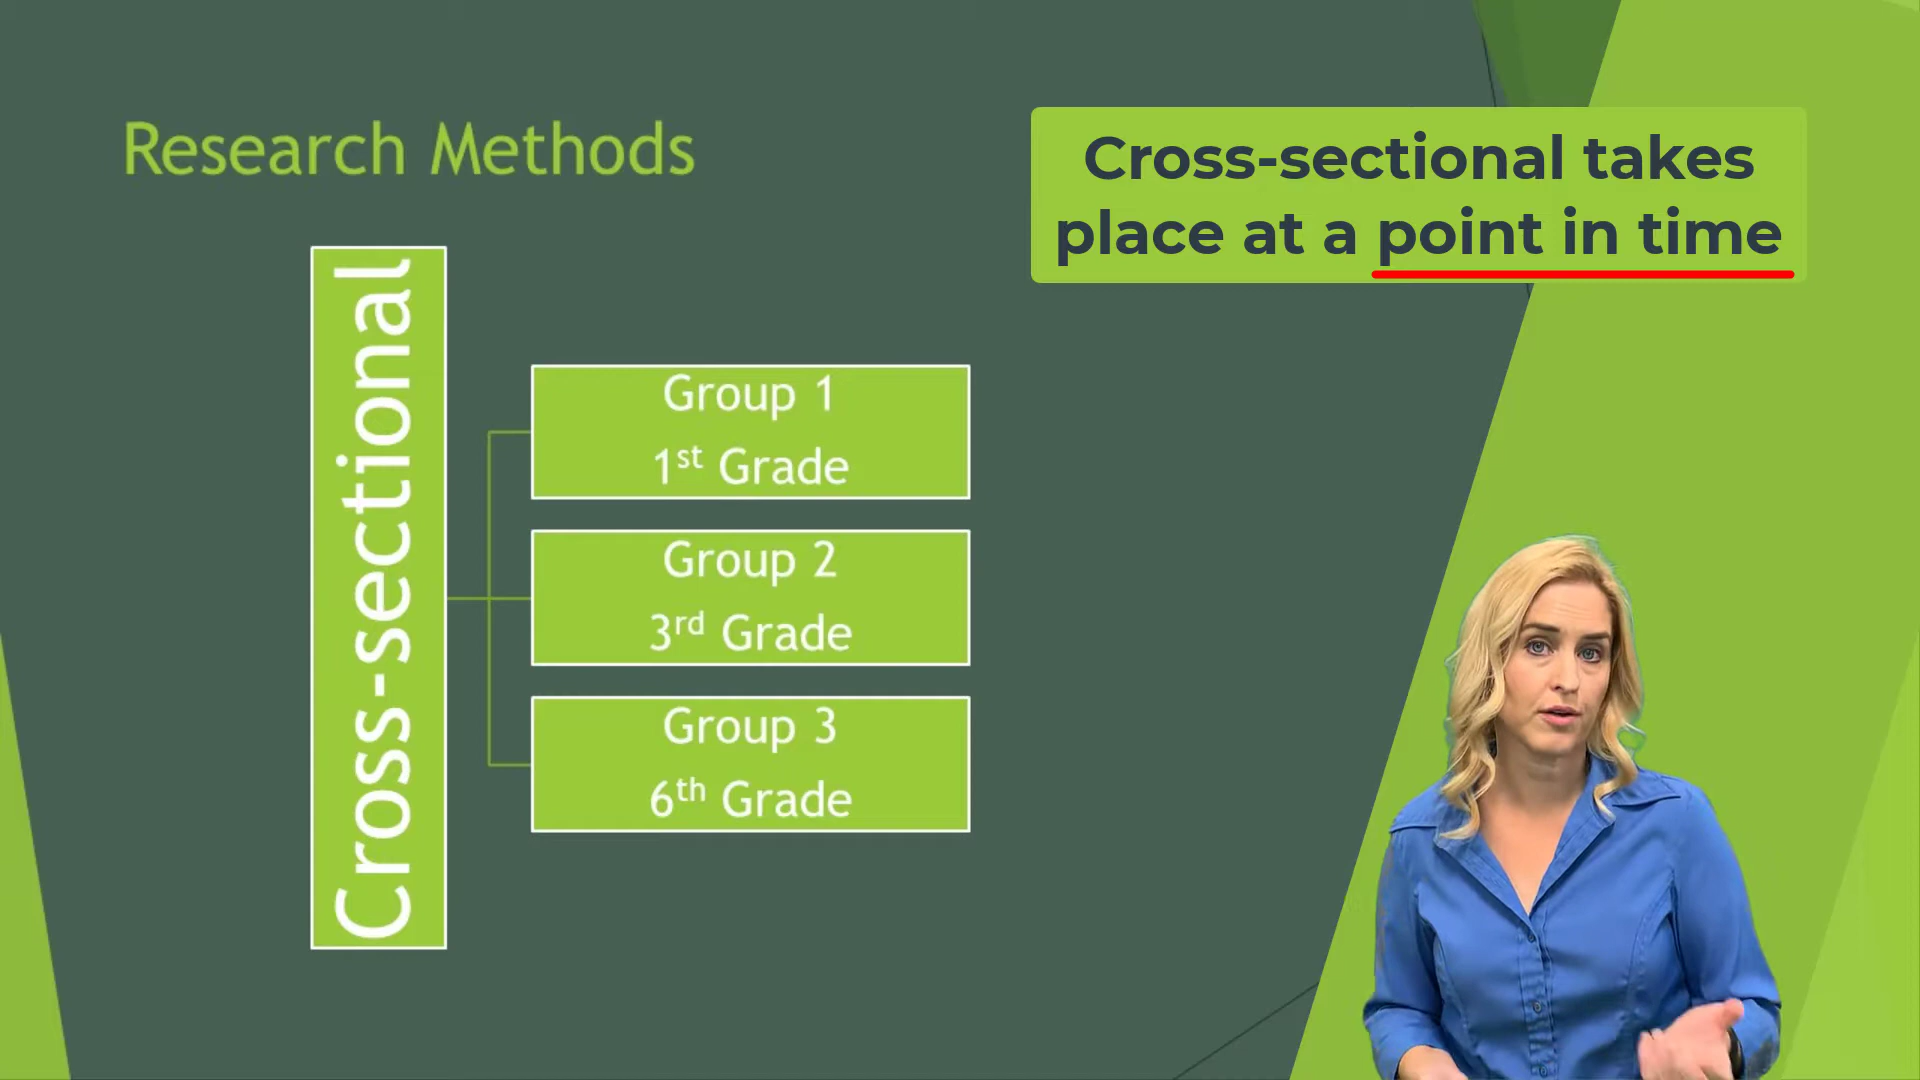 Research Methods
Cross-sectional takes
place at a point in time
Cross-sectional
Group 1
1st Grade
Group 2
3rd Grade
Group 3
6th Grade